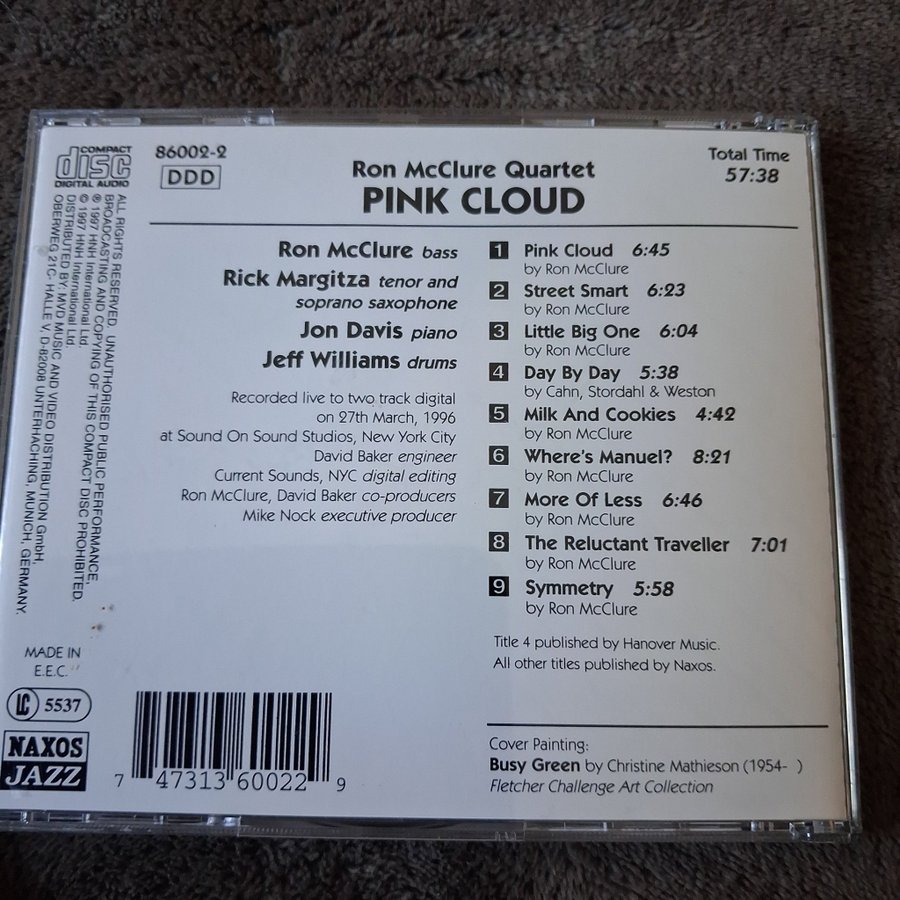 COMPACT
disc
DIGITAL AUDIO
86002-2
DDD
Ron McClure Quartet
PINK CLOUD
Total Time
57:38
Ron McClure bass
Rick Margitza tenor and
soprano saxophone
Jon Davis piano
Jeff Williams drums
Recorded live to two track digital
on 27th March, 1996
at Sound On Sound Studios, New York City
David Baker engineer
Current Sounds, NYC digital editing
Ron McClure, David Baker co-producers
Mike Nock executive producer
1 Pink Cloud 6:45
by Ron McClure
2 Street Smart 6:23
by Ron McClure
3 Little Big One 6:04
by Ron McClure
4 Day By Day 5:38
by Cahn, Stordahl & Weston
5 Milk And Cookies 4:42
by Ron McClure
6 Where's Manuel? 8:21
by Ron McClure
7 More Of Less 6:46
by Ron McClure
8 The Reluctant Traveller 7:01
by Ron McClure
9 Symmetry 5:58
by Ron McClure
Title 4 published by Hanover Music.
All other titles published by Naxos.
Cover Painting:
Busy Green by Christine Mathieson (1954- )
Fletcher Challenge Art Collection
ALL RIGHTS RESERVED. UNAUTHORISED PUBLIC PERFORMANCE,
BROADCASTING AND COPYING OF THIS COMPACT DISC PROHIBITED.
℗ 1997 HNH International Ltd.
© 1997 HNH International Ltd.
DISTRIBUTED BY: MVD MUSIC AND VIDEO DISTRIBUTION GmbH,
OBERWEG 21C- HALLE V, D-82008 UNTERHACHING, MUNICH, GERMANY.
MADE IN
E.E.C.
LC 5537
NAXOS
JAZZ
7 47313 60022 9